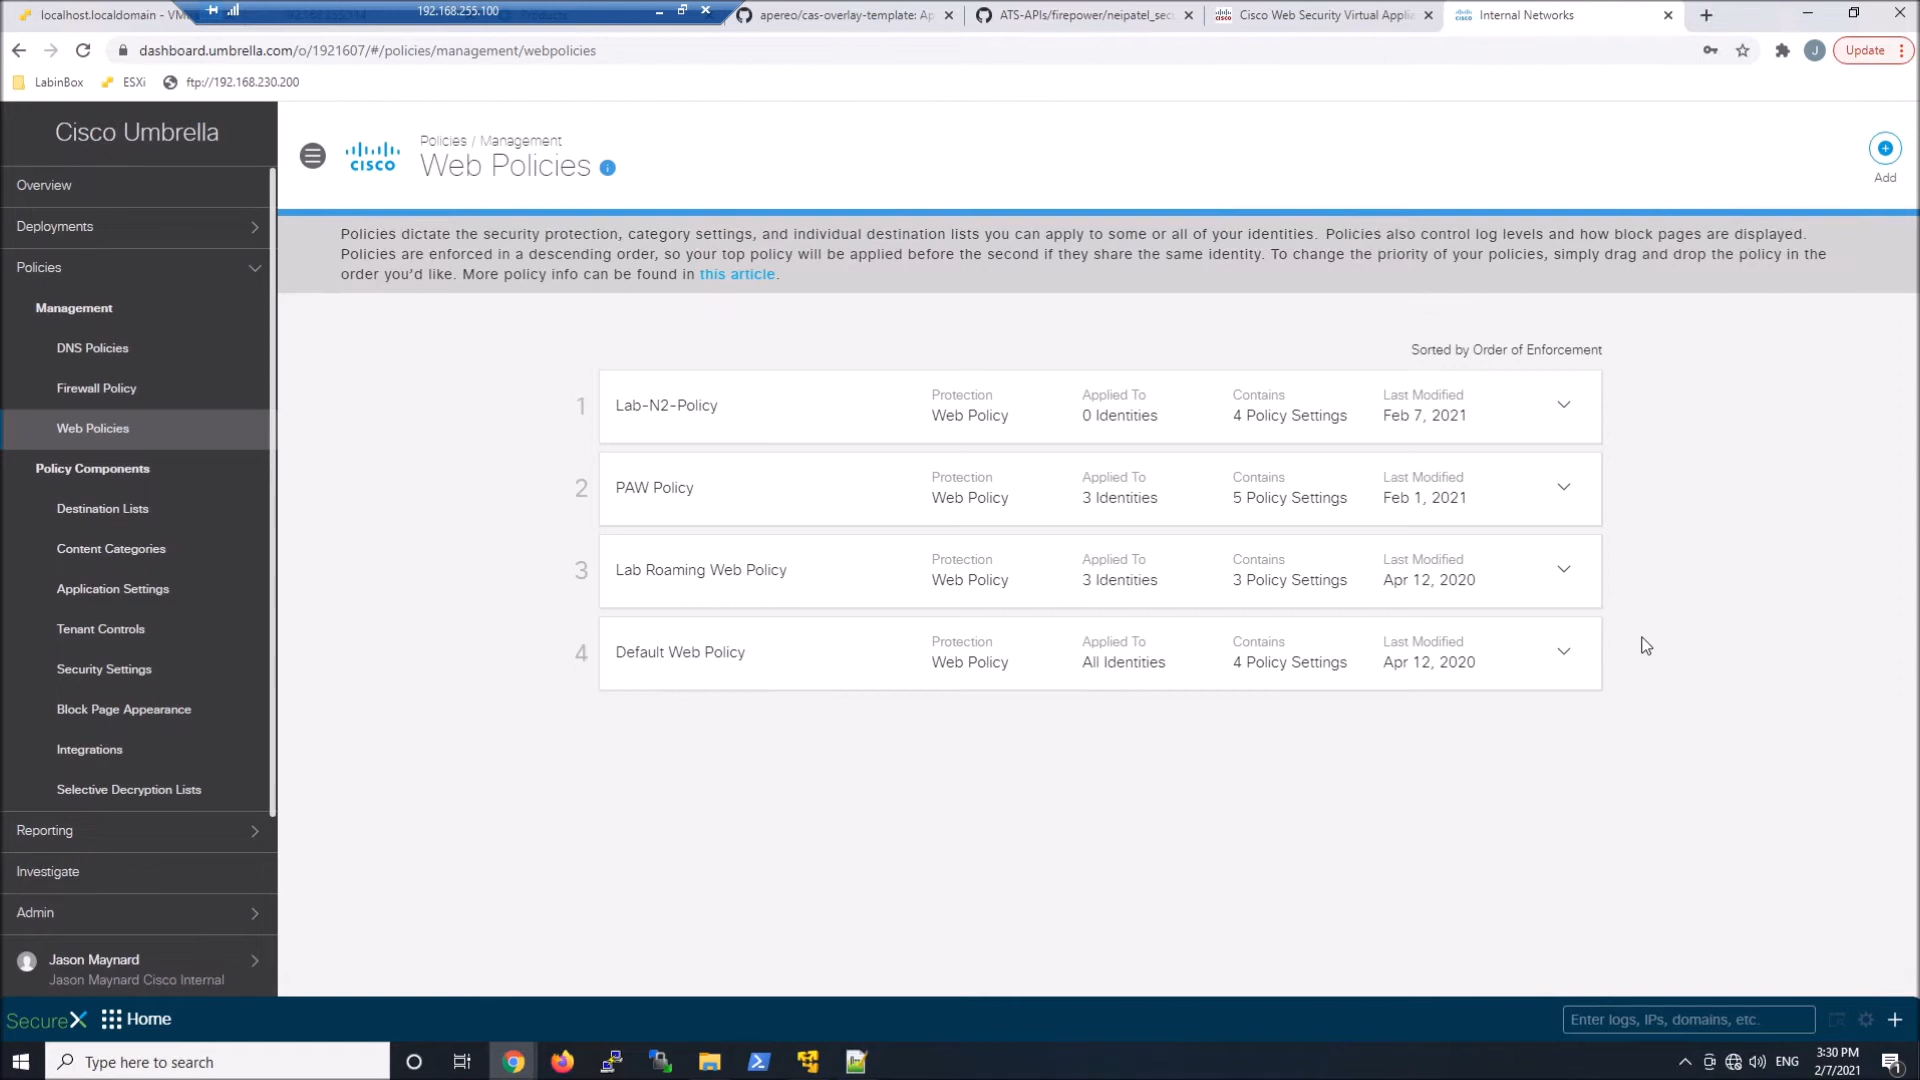 localhost.localdomain - VM
192.168.255.100
apereo/cas-overlay-template: Ap
ATS-APIs/firepower/neipatel_secu
Cisco Web Security Virtual Applia
Internal Networks
dashboard.umbrella.com/o/1921607/#/policies/management/webpolicies
J
Update
LabinBox
ESXi
ftp://192.168.230.200
Cisco Umbrella
Overview
Deployments
Policies
Management
DNS Policies
Firewall Policy
Web Policies
Policy Components
Destination Lists
Content Categories
Application Settings
Tenant Controls
Security Settings
Block Page Appearance
Integrations
Selective Decryption Lists
Reporting
Investigate
Admin
Jason Maynard
Jason Maynard Cisco Internal
CISCO
Policies / Management
Web Policies
Add
Policies dictate the security protection, category settings, and individual destination lists you can apply to some or all of your identities. Policies also control log levels and how block pages are displayed.
Policies are enforced in a descending order, so your top policy will be applied before the second if they share the same identity. To change the priority of your policies, simply drag and drop the policy in the
order you'd like. More policy info can be found in this article.
Sorted by Order of Enforcement
1 Lab-N2-Policy
Protection
Web Policy
Applied To
0 Identities
Contains
4 Policy Settings
Last Modified
Feb 7, 2021
2 PAW Policy
Protection
Web Policy
Applied To
3 Identities
Contains
5 Policy Settings
Last Modified
Feb 1, 2021
3 Lab Roaming Web Policy
Protection
Web Policy
Applied To
3 Identities
Contains
3 Policy Settings
Last Modified
Apr 12, 2020
4 Default Web Policy
Protection
Web Policy
Applied To
All Identities
Contains
4 Policy Settings
Last Modified
Apr 12, 2020
SecureX
Home
Enter logs, IPs, domains, etc.
Type here to search
ENG
3:30 PM
2/7/2021
1